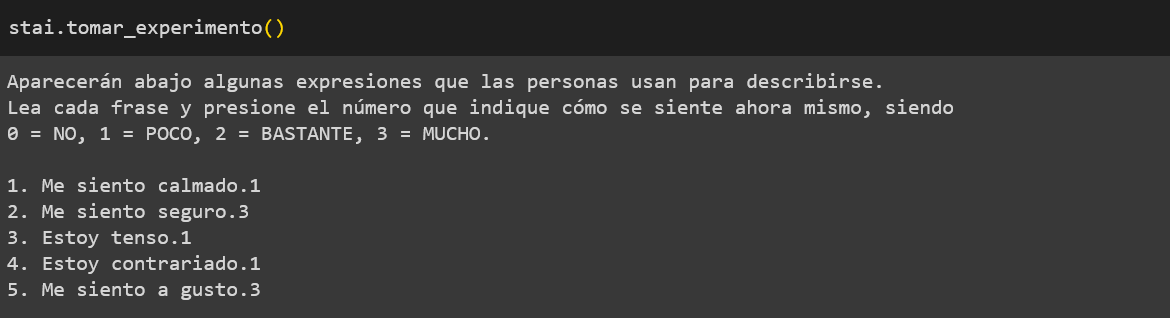 stai.tomar_experimento()
Aparecerán abajo algunas expresiones que las personas usan para describirse.
Lea cada frase y presione el número que indique cómo se siente ahora mismo, siendo
0 = NO, 1 = POCO, 2 = BASTANTE, 3 = MUCHO.
1. Me siento calmado.1
2. Me siento seguro.3
3. Estoy tenso.1
4. Estoy contrariado.1
5. Me siento a gusto.3